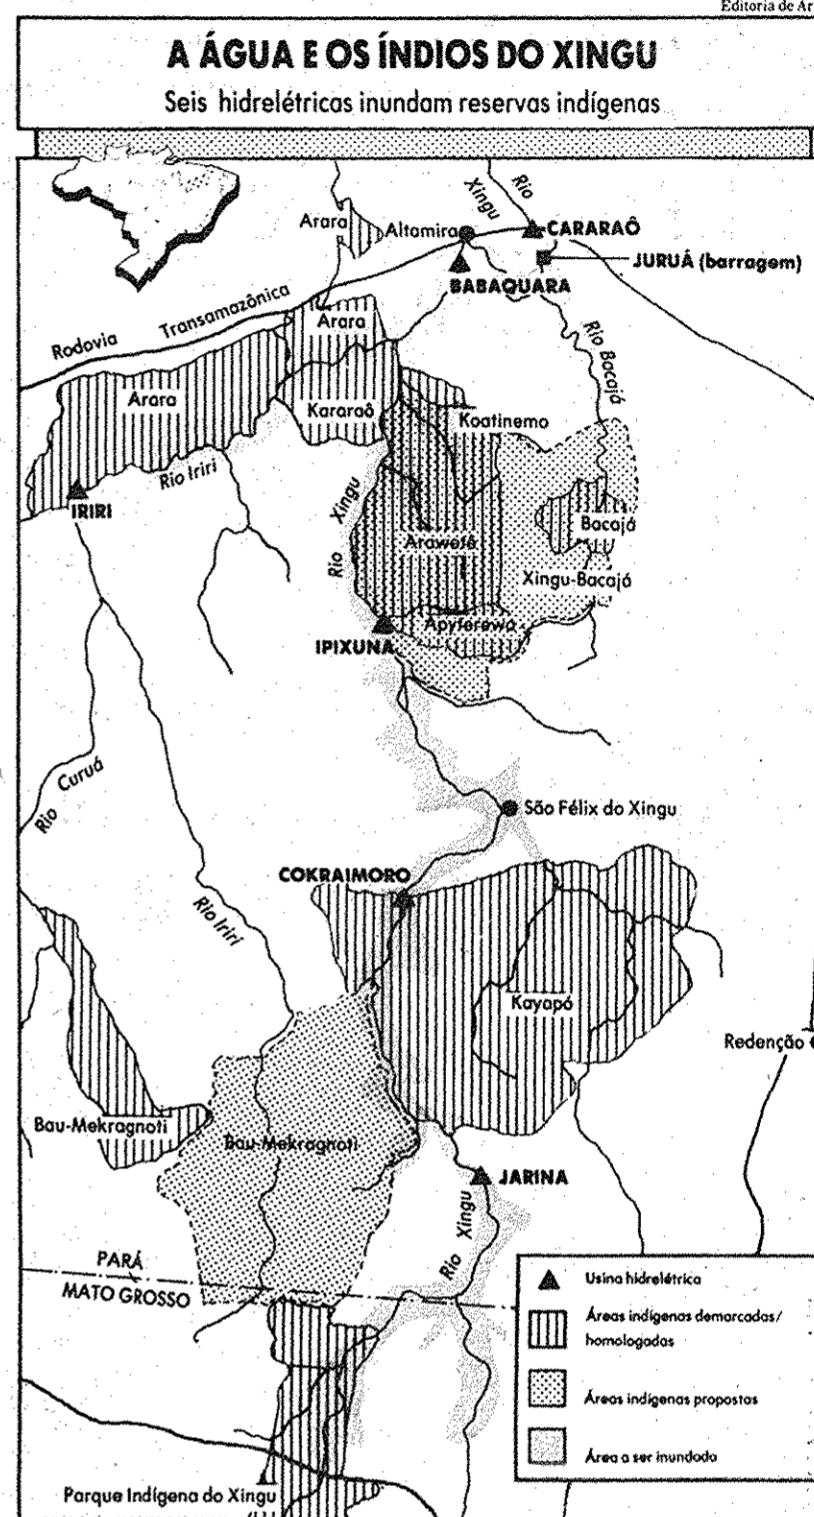 Editoria de Ar
A ÁGUA E OS ÍNDIOS DO XINGU
Seis hidrelétricas inundam reservas indígenas
Rio
Xingu
Arara
Altamira
CARARAÔ
JURUÁ (barragem)
BABAQUARA
Rodovia Transamazônica
Arara
Rio Bacajá
Arara
Kararaô
Koatinemo
Rio Iriri
Rio Xingu
IRIRI
Bacajá
Araweté
Xingu-Bacajá
Apyterewa
IPIXUNA
Rio Curuá
São Félix do Xingu
COKRAIMORO
Rio Iriri
Kayapó
Redenção
Bau-Mekragnoti
Bau-Mekragnoti
JARINA
Rio Xingu
PARÁ
MATO GROSSO
Usina hidrelétrica
Áreas indígenas demarcadas/
homologadas
Áreas indígenas propostas
Área a ser inundada
Parque Indígena do Xingu